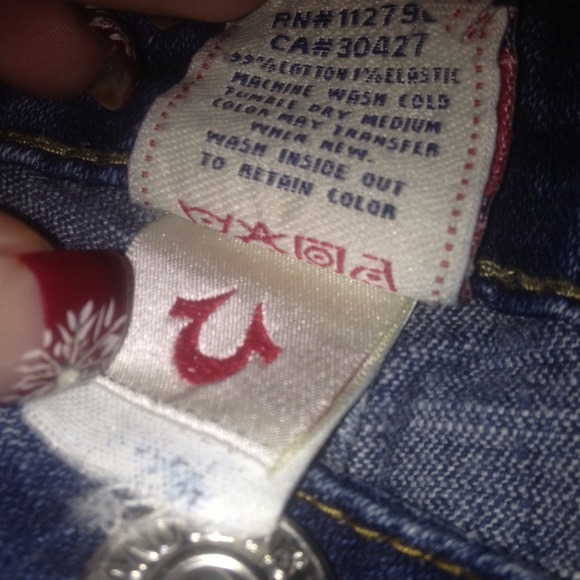 RN#11279
CA#30427
99%COTTON 1%ELASTIC
MACHINE WASH COLD
TUMBLE DRY MEDIUM
COLOR MAY TRANSFER
WHEN NEW.
WASH INSIDE OUT
TO RETAIN COLOR